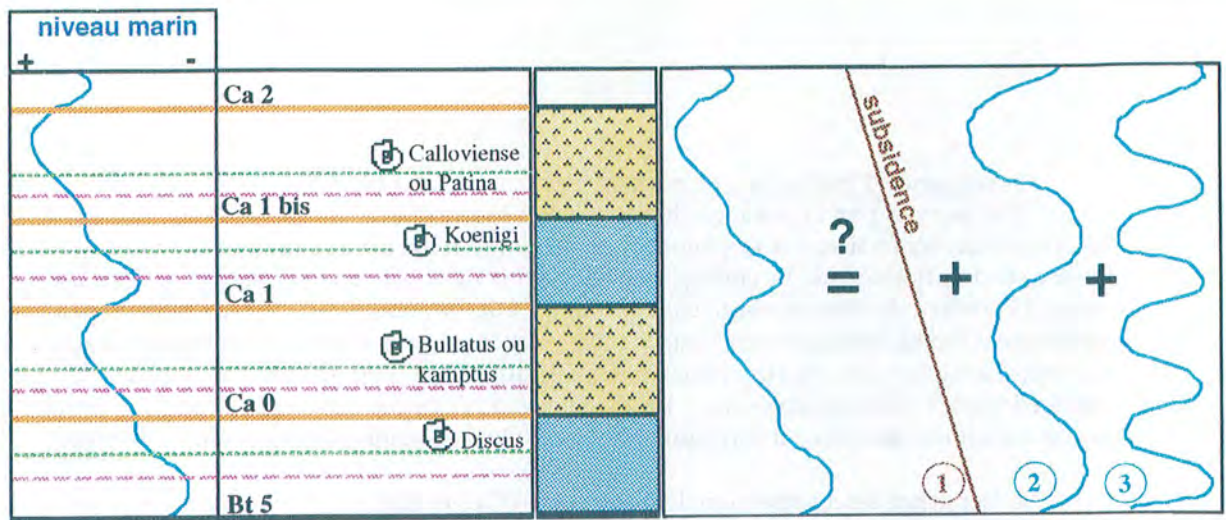 niveau marin
+ -
Ca 2
Calloviense
ou Patina
Ca 1 bis
Koenigi
Ca 1
Bullatus ou
kamptus
Ca 0
Discus
Bt 5
subsidence
?
=
+
+
1
2
3